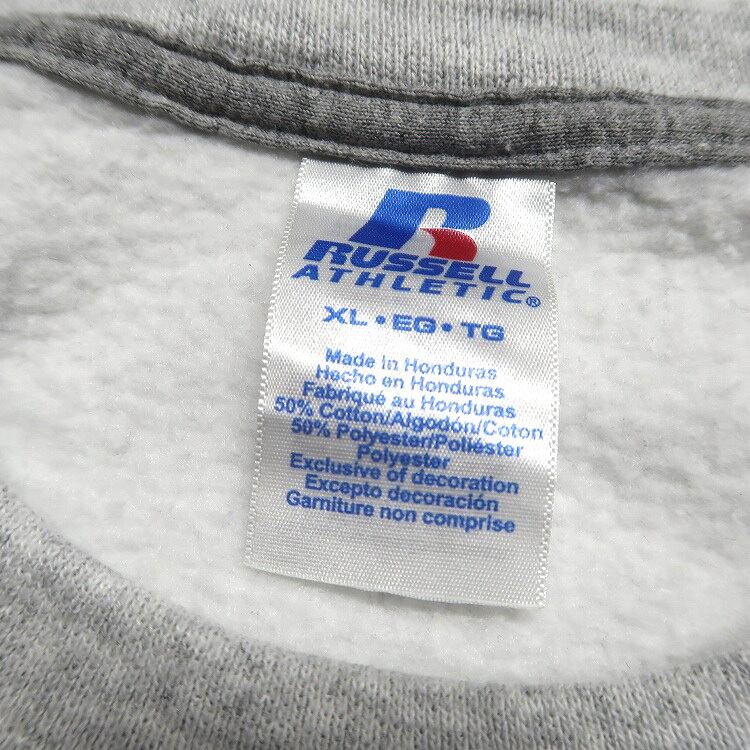 R
RUSSELL
ATHLETIC®
XL • EG • TG
Made in Honduras
Hecho en Honduras
Fabriqué au Honduras
50% Cotton/Algodón/Coton
50% Polyester/Poliéster
Polyester
Exclusive of decoration
Excepto decoración
Garniture non comprise